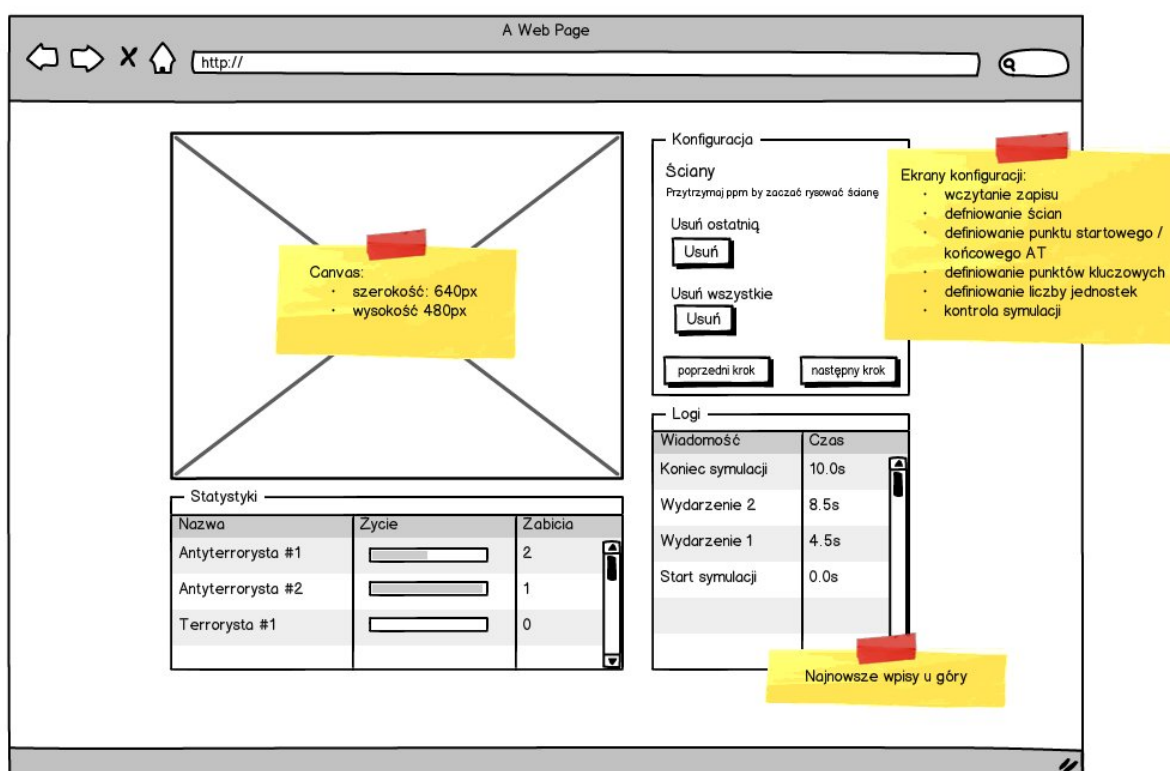 A Web Page
http://
Canvas:
· szerokość: 640px
· wysokość 480px
Konfiguracja
Ściany
Przytrzymaj ppm by zaczać rysować ścianę
Usuń ostatnią
Usuń
Usuń wszystkie
Usuń
poprzedni krok
następny krok
Ekrany konfiguracji:
· wczytanie zapisu
· defniowanie ścian
· definiowanie punktu startowego /
końcowego AT
· definiowanie punktów kluczowych
· definiowanie liczby jednostek
· kontrola symulacji
Statystyki
Nazwa Życie Zabicia
Antyterrorysta #1 2
Antyterrorysta #2 1
Terrorysta #1 0
Logi
Wiadomość Czas
Koniec symulacji 10.0s
Wydarzenie 2 8.5s
Wydarzenie 1 4.5s
Start symulacji 0.0s
Najnowsze wpisy u góry